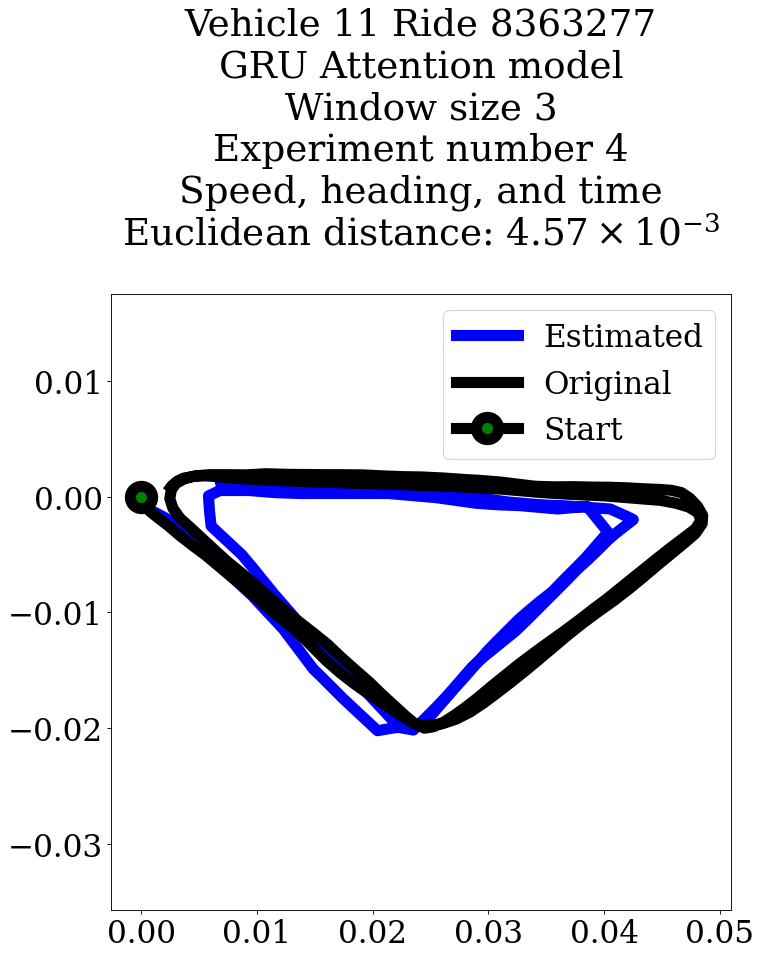 Vehicle 11 Ride 8363277
GRU Attention model
Window size 3
Experiment number 4
Speed, heading, and time
Euclidean distance: 4.57 × 10⁻³
Estimated
Original
Start
0.01
0.00
−0.01
−0.02
−0.03
0.00 0.01 0.02 0.03 0.04 0.05